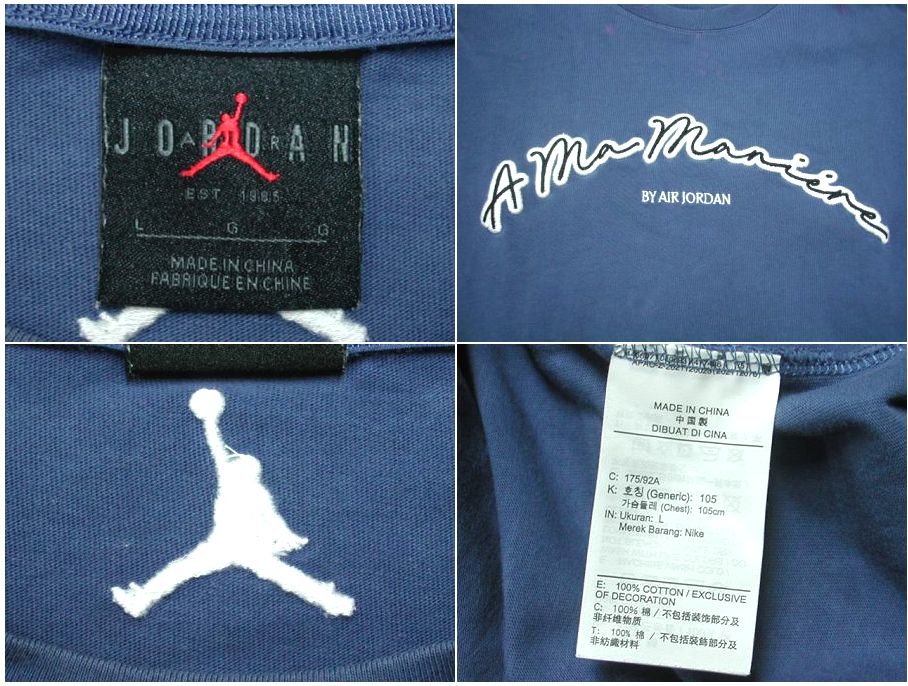 JORDAN
AIR
EST 1985
L G G
MADE IN CHINA
FABRIQUE EN CHINE
A Ma Maniére
BY AIR JORDAN
MADE IN CHINA
中国製
DIBUAT DI CINA
C: 175/92A
K: 호칭 (Generic): 105
가슴둘레 (Chest): 105cm
IN: Ukuran: L
Merek Barang: Nike
E: 100% COTTON / EXCLUSIVE
OF DECORATION
C: 100% 棉 / 不包括装饰部分及
非纤维物质
T: 100% 棉 / 不包括裝飾部分及
非紡織材料